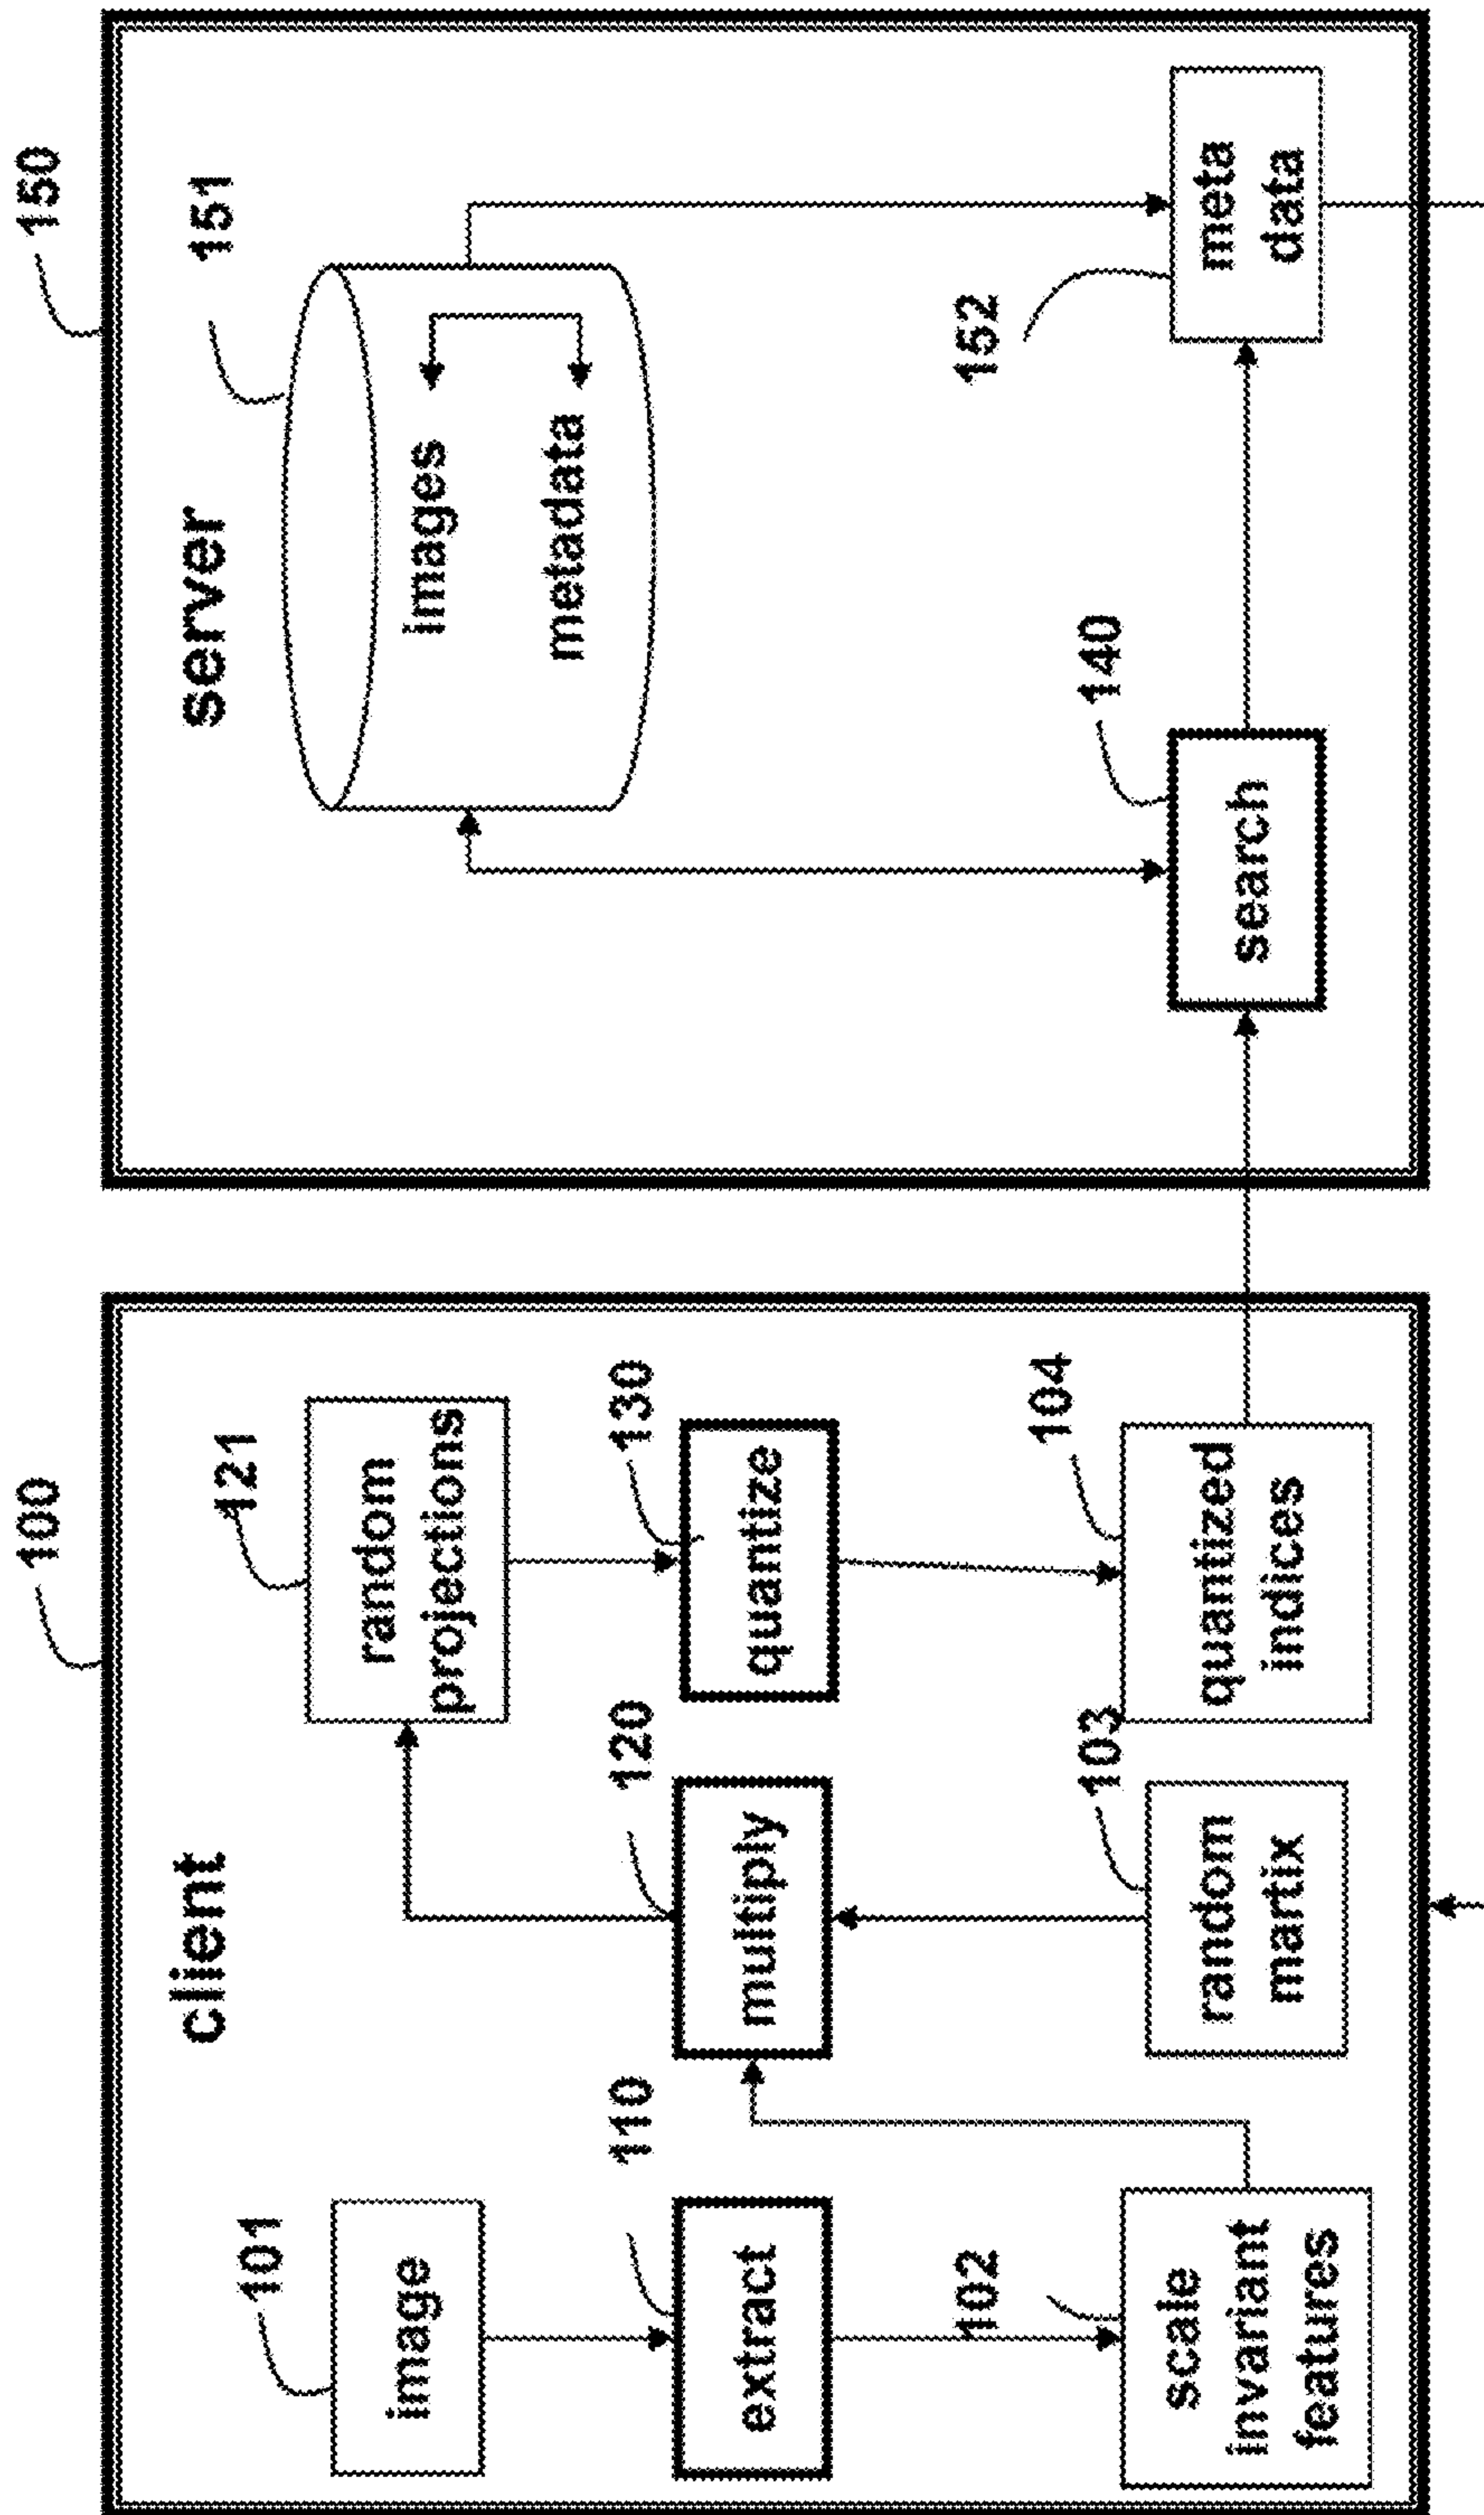 100
client
101
image
110
extract
102
scale
invariant
features
120
multiply
103
random
martix
121
random
projections
130
quantize
104
quantized
indices
150
server
151
images
metadata
140
search
152
meta
data